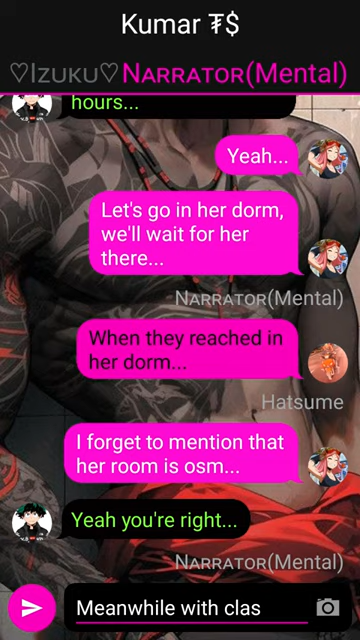 Kumar ₮$
♡Izuku♡Narrator(Mental)
hours...
Yeah...
Let's go in her dorm,
we'll wait for her
there...
Narrator(Mental)
When they reached in
her dorm...
Hatsume
I forget to mention that
her room is osm...
Yeah you're right...
Narrator(Mental)
Meanwhile with clas